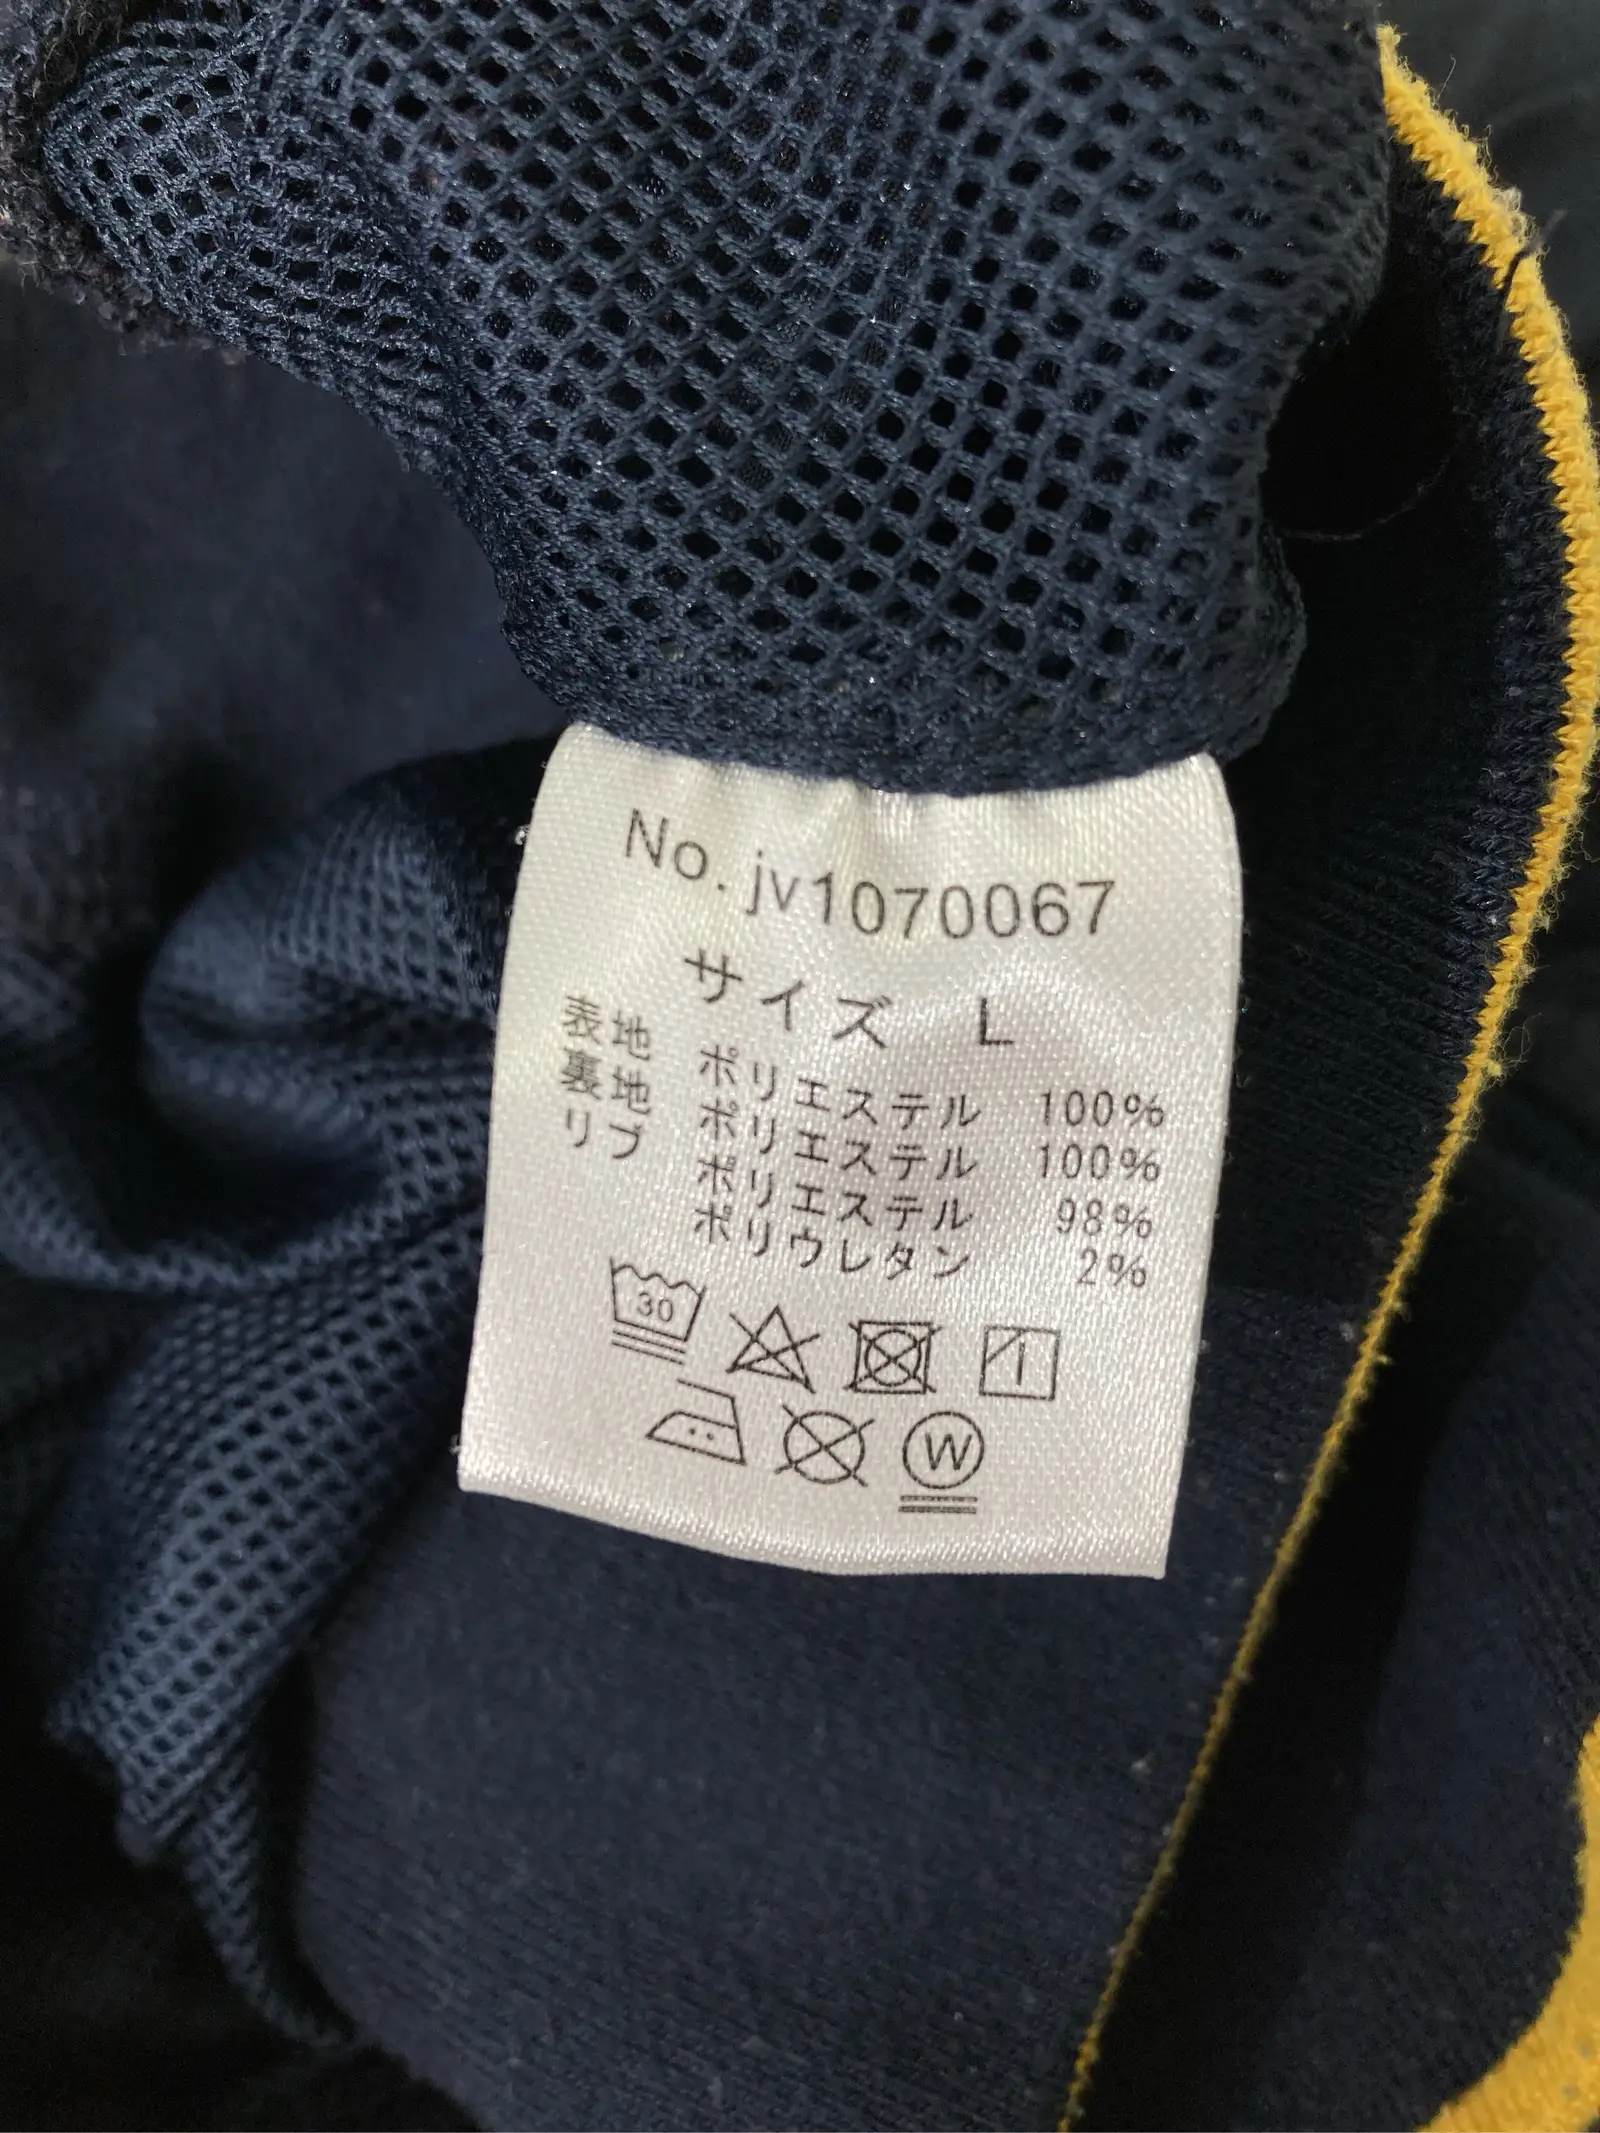 No. jv1070067
サイズ L
表地 ポリエステル 100%
裏地 ポリエステル 100%
リブ ポリエステル 98%
ポリウレタン 2%
30
W